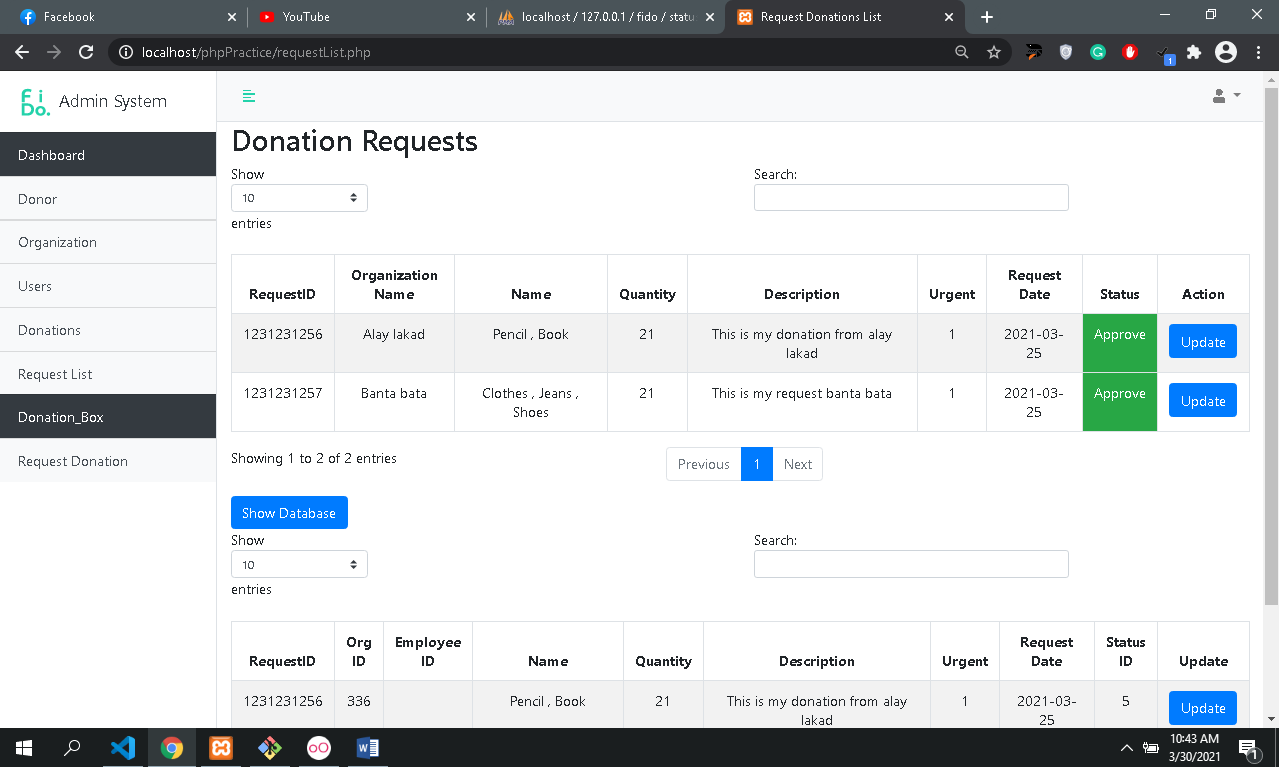 Facebook
YouTube
localhost / 127.0.0.1 / fido / statu
Request Donations List
localhost/phpPractice/requestList.php
1
Fi
Do.
Admin System
Dashboard
Donor
Organization
Users
Donations
Request List
Donation_Box
Request Donation
Donation Requests
Show
10
entries
Search:
RequestID Organization Name Name Quantity Description Urgent Request Date Status Action
1231231256 Alay lakad Pencil , Book 21 This is my donation from alay lakad 1 2021-03-25 Approve Update
1231231257 Banta bata Clothes , Jeans , Shoes 21 This is my request banta bata 1 2021-03-25 Approve Update
Showing 1 to 2 of 2 entries
Previous 1 Next
Show Database
Show
10
entries
Search:
RequestID Org ID Employee ID Name Quantity Description Urgent Request Date Status ID Update
1231231256 336 Pencil , Book 21 This is my donation from alay lakad 1 2021-03-25 5 Update
10:43 AM
3/30/2021
1